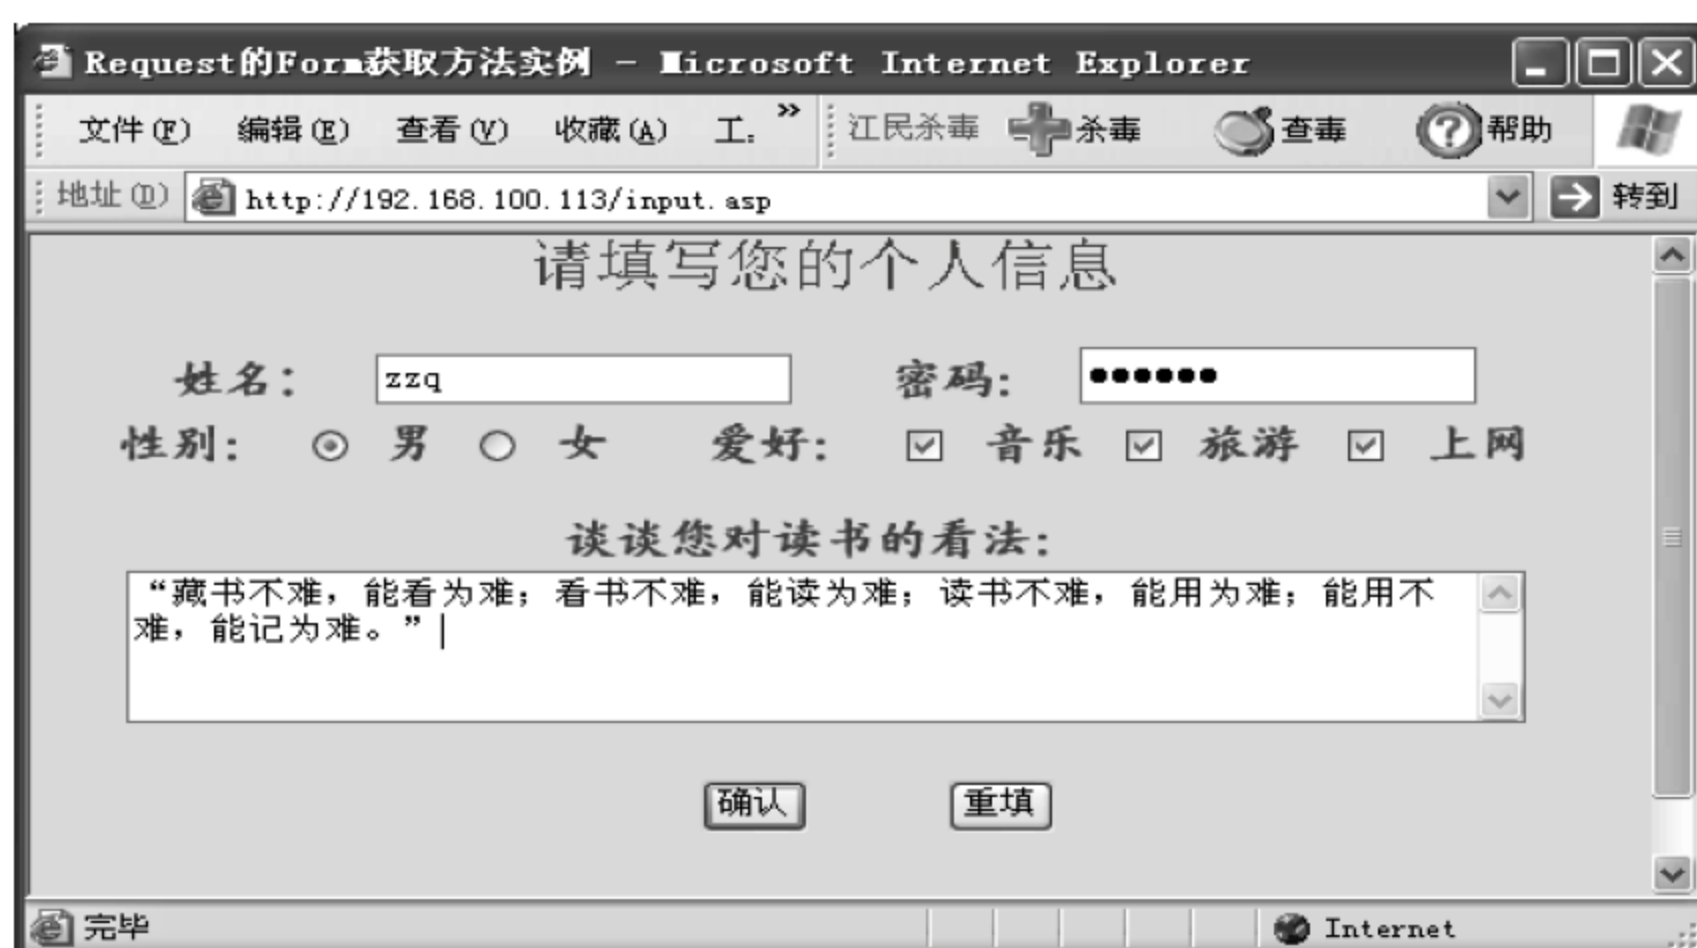 Request的Form获取方法实例 - Microsoft Internet Explorer
文件(F) 编辑(E) 查看(V) 收藏(A) 工: » 江民杀毒 杀毒 查毒 帮助
地址(D) http://192.168.100.113/input.asp 转到
请填写您的个人信息
姓名: zzq 密码: ●●●●●●
性别: 男 女 爱好: 音乐 旅游 上网
谈谈您对读书的看法:
“藏书不难，能看为难；看书不难，能读为难；读书不难，能用为难；能用不
难，能记为难。”
确认 重填
完毕 Internet